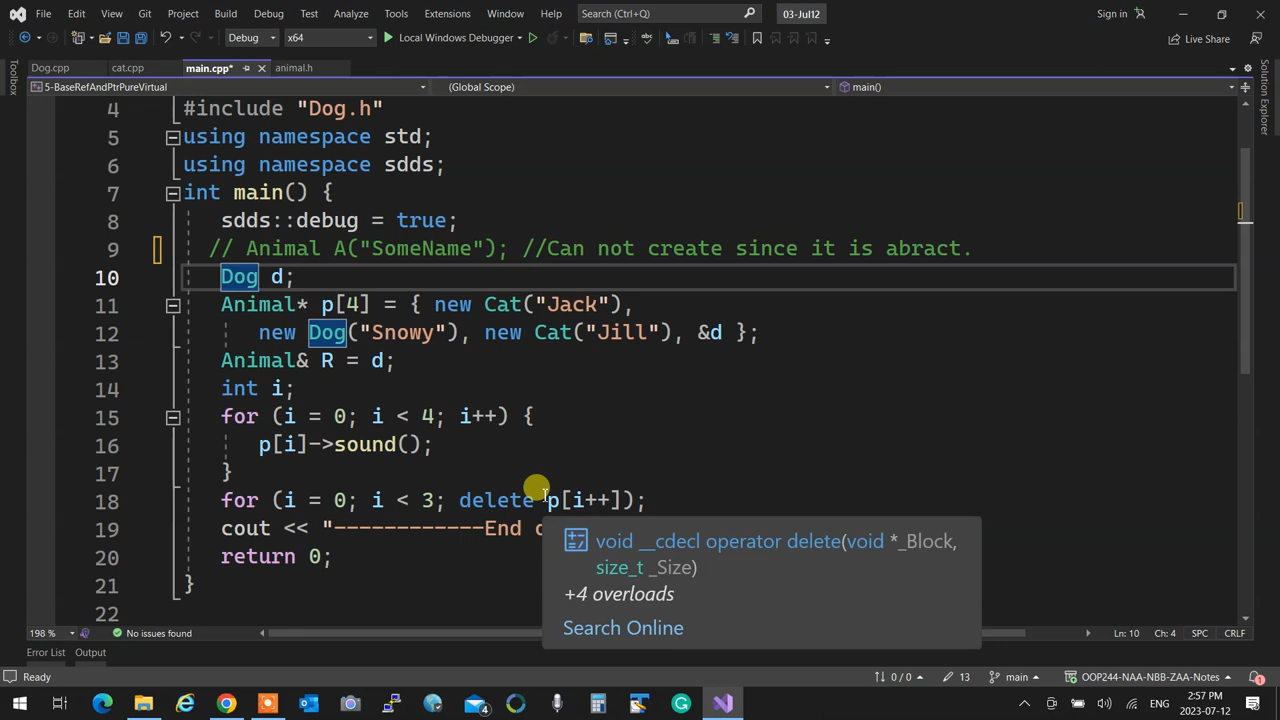 File Edit View Git Project Build Debug Test Analyze Tools Extensions Window Help Search (Ctrl+Q) 03-Jul12 Sign in
Debug x64 Local Windows Debugger Live Share
Dog.cpp cat.cpp main.cpp* animal.h
5-BaseRefAndPtrPureVirtual (Global Scope) main()
Toolbox
Solution Explorer
4 #include "Dog.h"
5 using namespace std;
6 using namespace sdds;
7 int main() {
8 sdds::debug = true;
9 // Animal A("SomeName"); //Can not create since it is abract.
10 Dog d;
11 Animal* p[4] = { new Cat("Jack"),
12 new Dog("Snowy"), new Cat("Jill"), &d };
13 Animal& R = d;
14 int i;
15 for (i = 0; i < 4; i++) {
16 p[i]->sound();
17 }
18 for (i = 0; i < 3; delete p[i++]);
19 cout << "------------End
20 return 0;
21 }
22
void __cdecl operator delete(void *_Block,
size_t _Size)
+4 overloads
Search Online
198 % No issues found Ln: 10 Ch: 4 SPC CRLF
Error List Output
Ready 0 / 0 13 main OOP244-NAA-NBB-ZAA-Notes 1
4 ENG 2:57 PM
2023-07-12